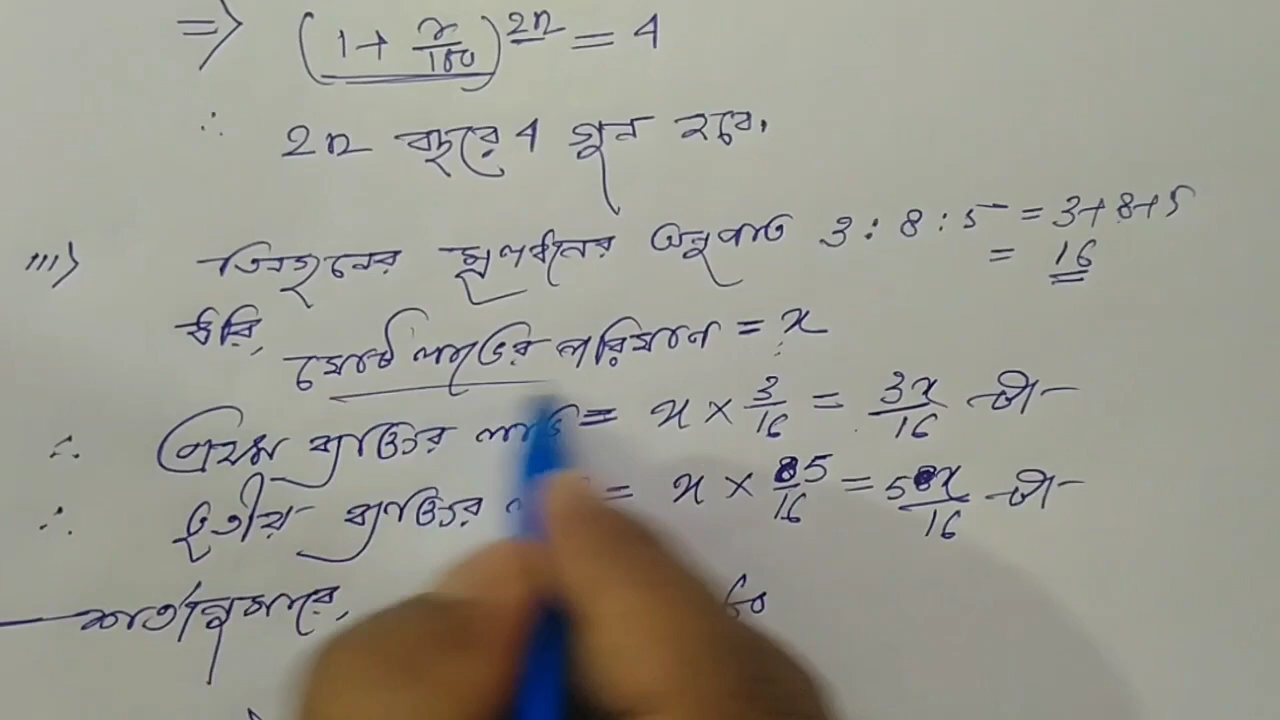 => (1 + r/100)^2n = 4
∴ 2n বছরে 4 গুন হবে,
iii) তিনজনের মূলধনের অনুপাত 3 : 8 : 5 = 3+8+5
= 16
ধরি, মোট লাভের পরিমান = x
∴ প্রথম ব্যক্তির লাভ = x × 3/16 = 3x/16 টা-
∴ তৃতীয় ব্যক্তির = x × 5/16 = 5x/16 টা-
শর্তানুসারে,